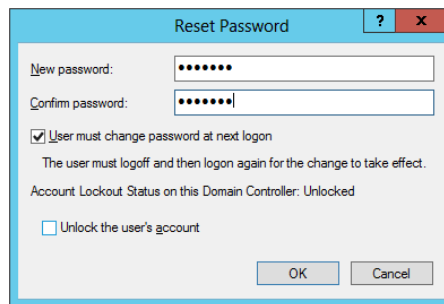 Reset Password
?
x
New password:
•••••••
Confirm password:
•••••••
User must change password at next logon
The user must logoff and then logon again for the change to take effect.
Account Lockout Status on this Domain Controller: Unlocked
Unlock the user's account
OK
Cancel